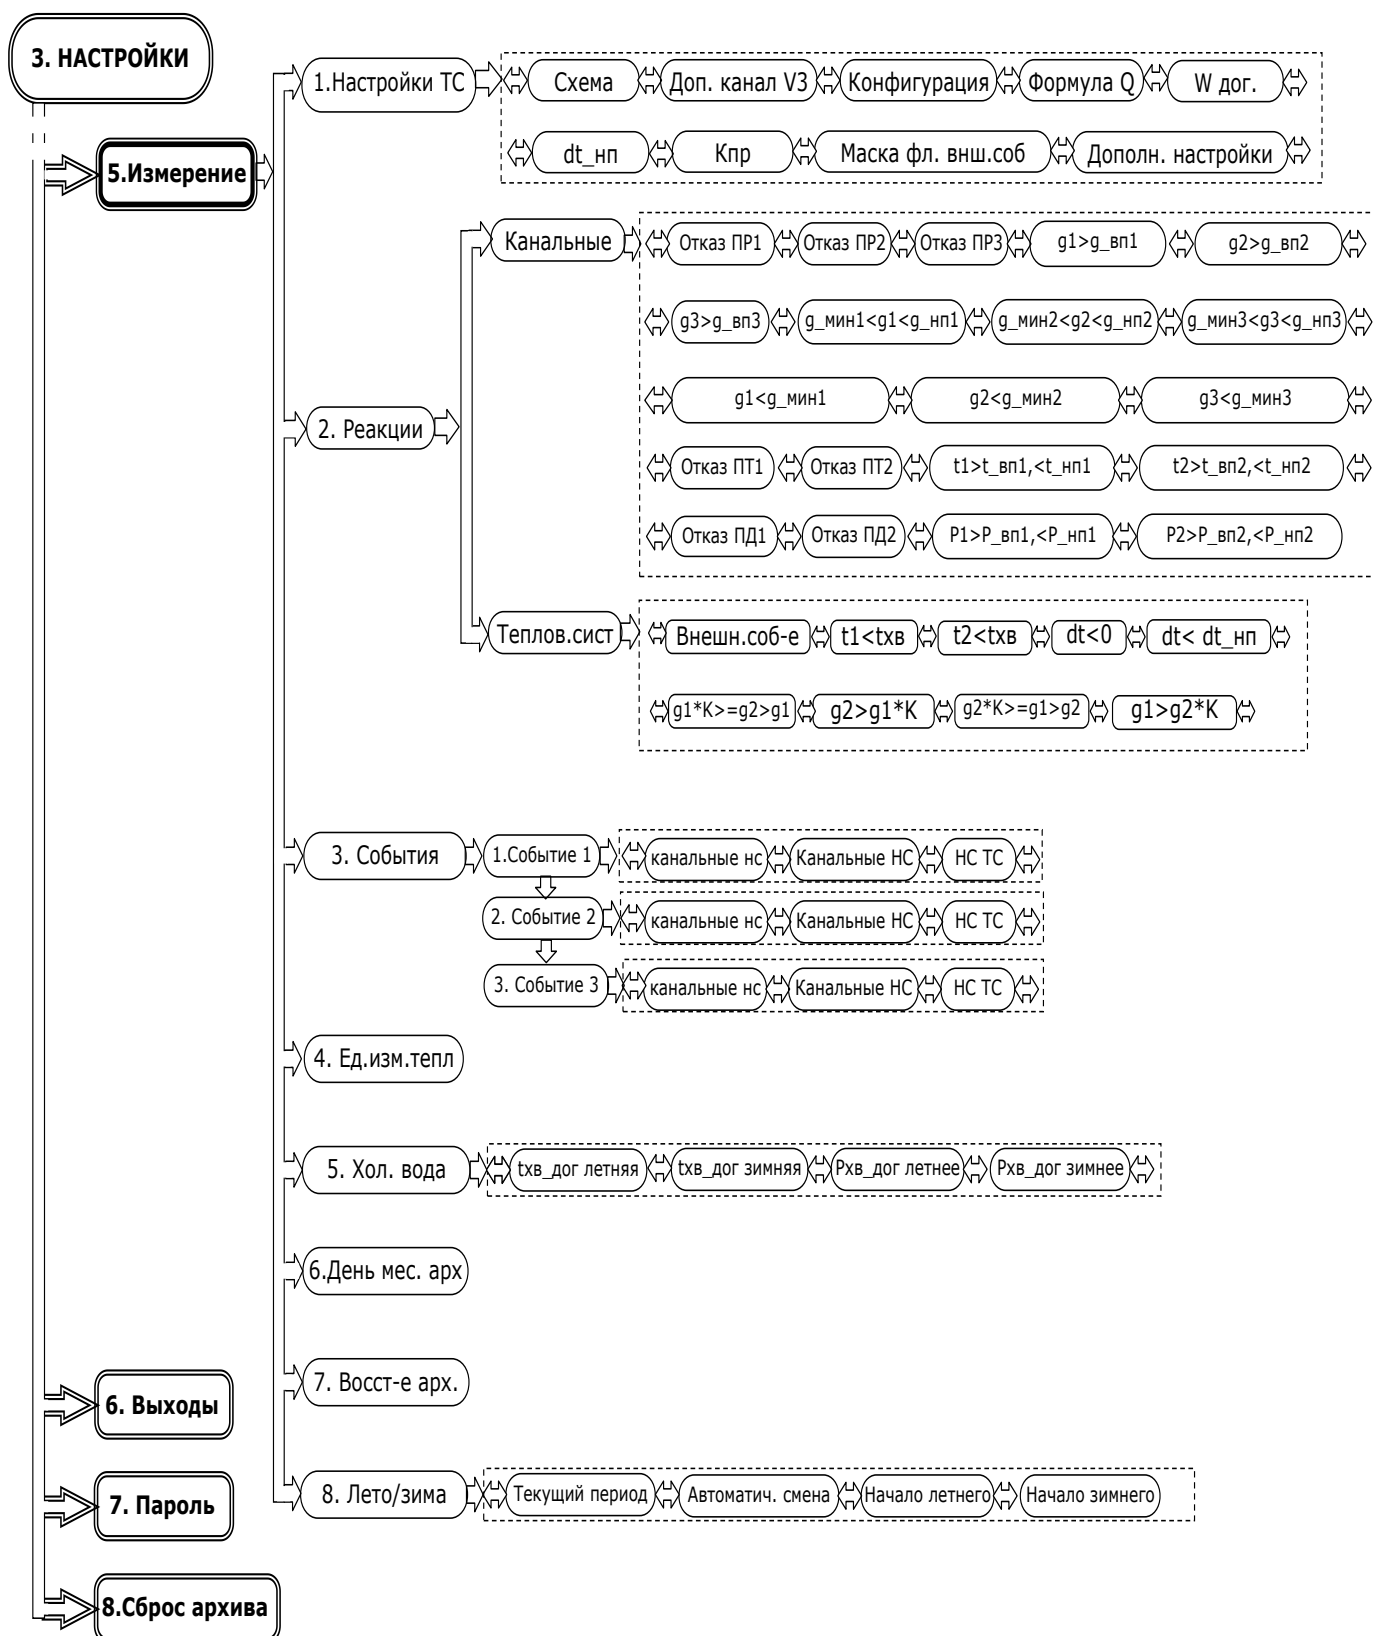 3. НАСТРОЙКИ
5.Измерение
1.Настройки ТС
Схема
Доп. канал V3
Конфигурация
Формула Q
W дог.
dt_нп
Кпр
Маска фл. внш.соб
Дополн. настройки
2. Реакции
Канальные
Отказ ПР1
Отказ ПР2
Отказ ПР3
g1>g_вп1
g2>g_вп2
g3>g_вп3
g_мин1<g1<g_нп1
g_мин2<g2<g_нп2
g_мин3<g3<g_нп3
g1<g_мин1
g2<g_мин2
g3<g_мин3
Отказ ПТ1
Отказ ПТ2
t1>t_вп1,<t_нп1
t2>t_вп2,<t_нп2
Отказ ПД1
Отказ ПД2
P1>P_вп1,<P_нп1
P2>P_вп2,<P_нп2
Теплов.сист
Внешн.соб-е
t1<tхв
t2<tхв
dt<0
dt< dt_нп
g1*K>=g2>g1
g2>g1*K
g2*K>=g1>g2
g1>g2*K
3. События
1.Событие 1
канальные нс
Канальные НС
НС ТС
2. Событие 2
канальные нс
Канальные НС
НС ТС
3. Событие 3
канальные нс
Канальные НС
НС ТС
4. Ед.изм.тепл
5. Хол. вода
tхв_дог летняя
tхв_дог зимняя
Pхв_дог летнее
Pхв_дог зимнее
6.День мес. арх
7. Восст-е арх.
8. Лето/зима
Текущий период
Автоматич. смена
Начало летнего
Начало зимнего
6. Выходы
7. Пароль
8.Сброс архива